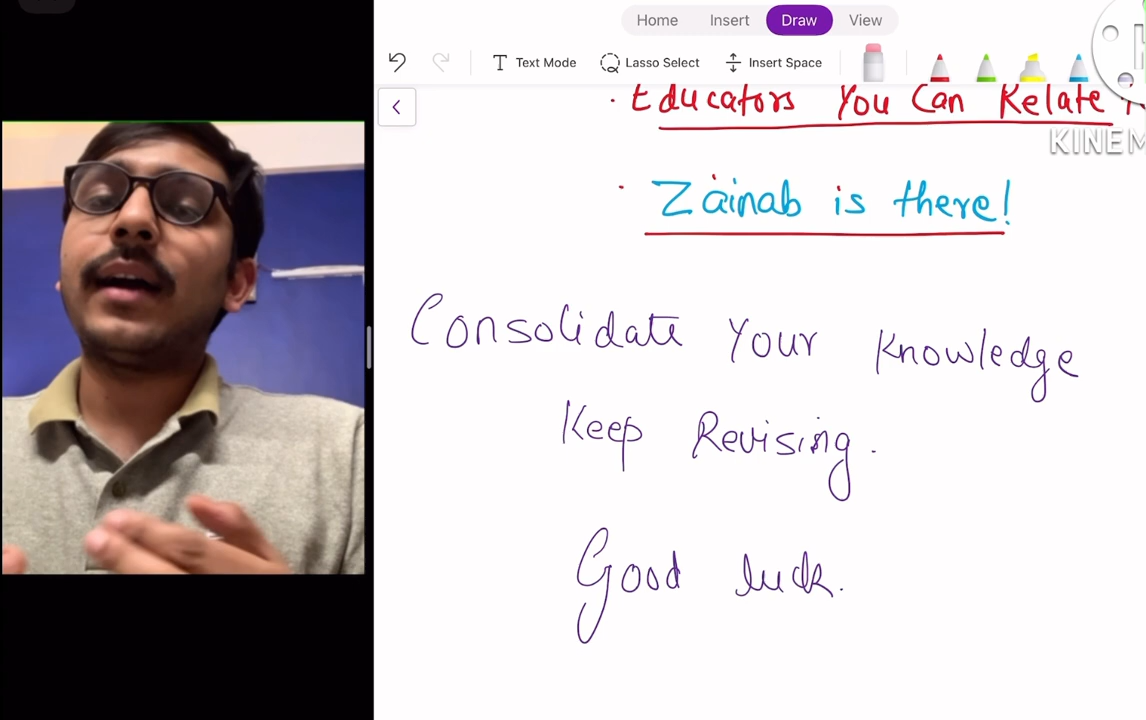 Home Insert Draw View
Text Mode Lasso Select Insert Space
· Educators You Can Relate
KINEM
· Zainab is there!
Consolidate Your Knowledge
Keep Revising.
Good luck.